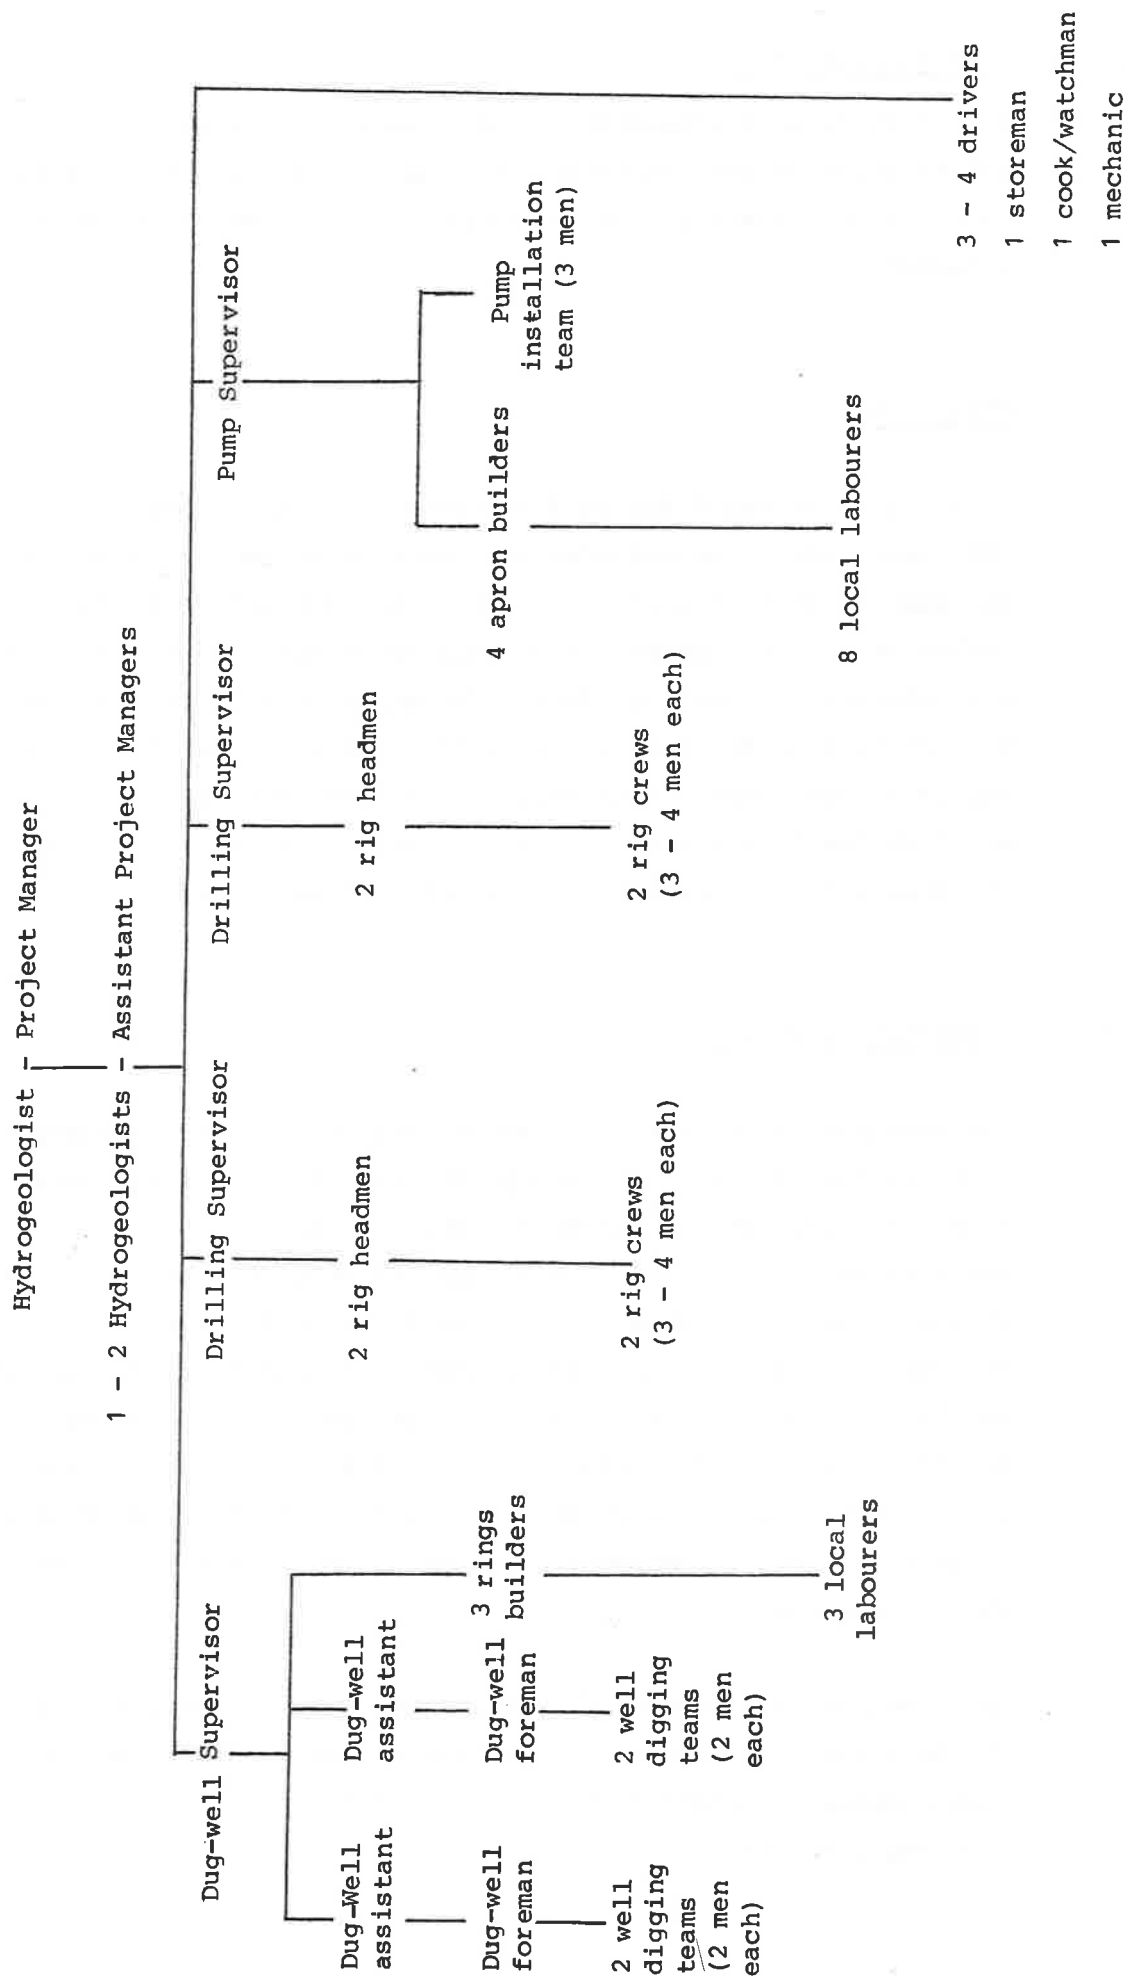 Hydrogeologist - Project Manager
1 - 2 Hydrogeologists - Assistant Project Managers
Dug-well Supervisor
Drilling Supervisor
Drilling Supervisor
Pump Supervisor
Dug-Well
assistant
Dug-well
foreman
2 well
digging
teams
(2 men
each)
Dug-well
assistant
Dug-well
foreman
2 well
digging
teams
(2 men
each)
3 rings
builders
3 local
labourers
2 rig headmen
2 rig crews
(3 - 4 men each)
2 rig headmen
2 rig crews
(3 - 4 men each)
4 apron builders
8 local labourers
Pump
installation
team (3 men)
3 - 4 drivers
1 storeman
1 cook/watchman
1 mechanic